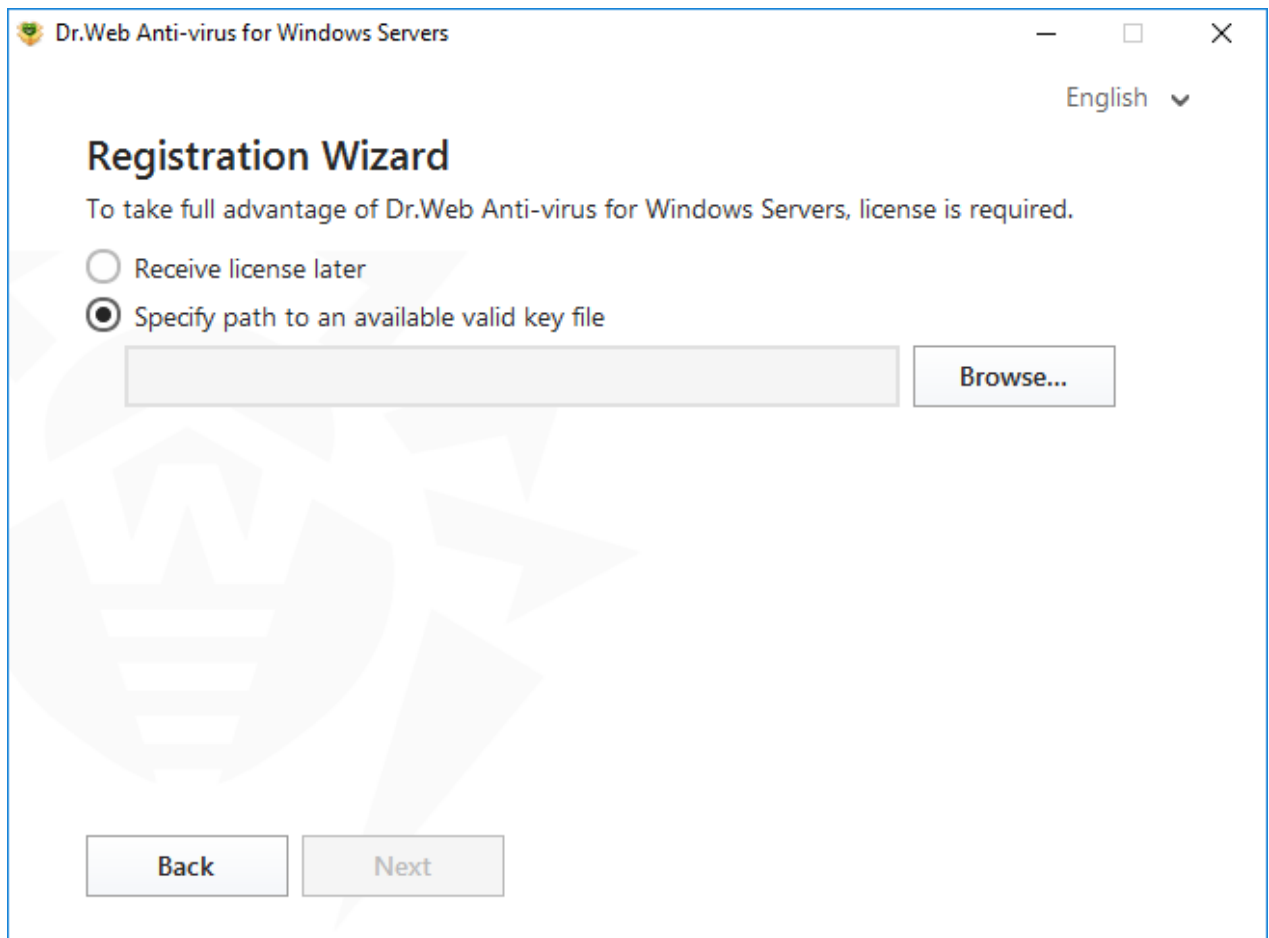 Dr.Web Anti-virus for Windows Servers
English
Registration Wizard
To take full advantage of Dr.Web Anti-virus for Windows Servers, license is required.
Receive license later
Specify path to an available valid key file
Browse...
Back Next